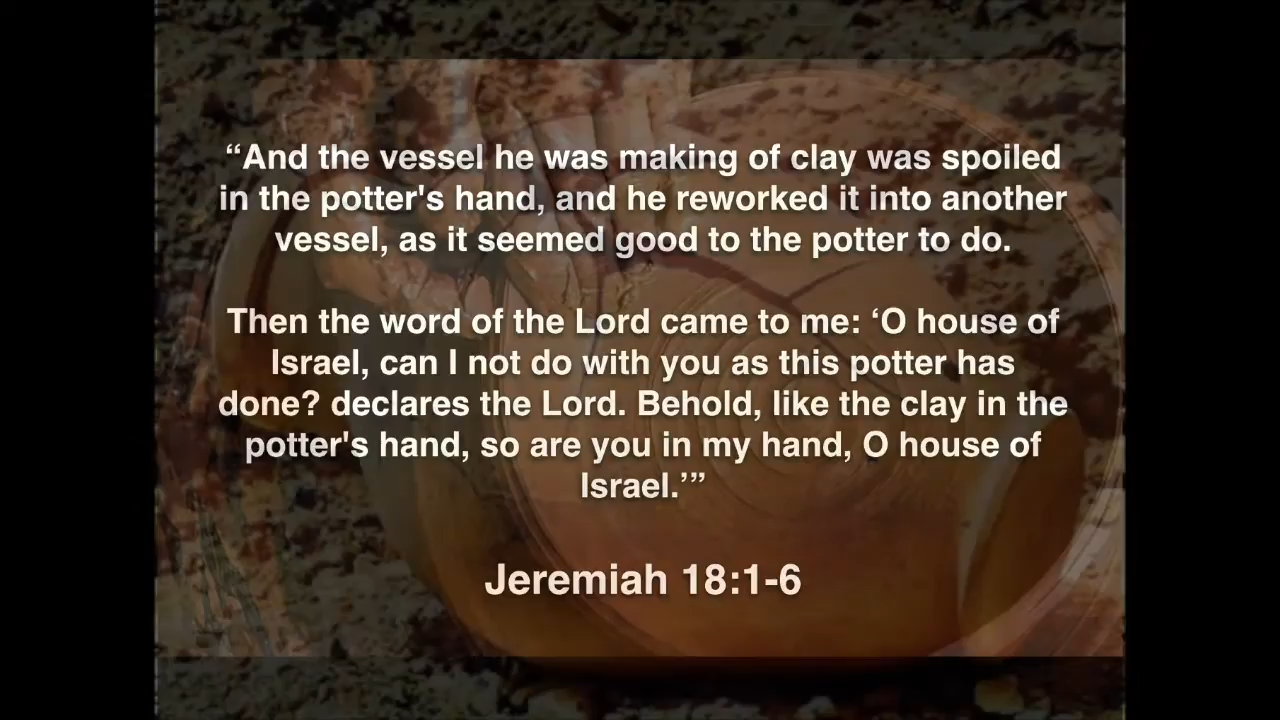 “And the vessel he was making of clay was spoiled
in the potter's hand, and he reworked it into another
vessel, as it seemed good to the potter to do.
Then the word of the Lord came to me: ‘O house of
Israel, can I not do with you as this potter has
done? declares the Lord. Behold, like the clay in the
potter's hand, so are you in my hand, O house of
Israel.’”
Jeremiah 18:1-6